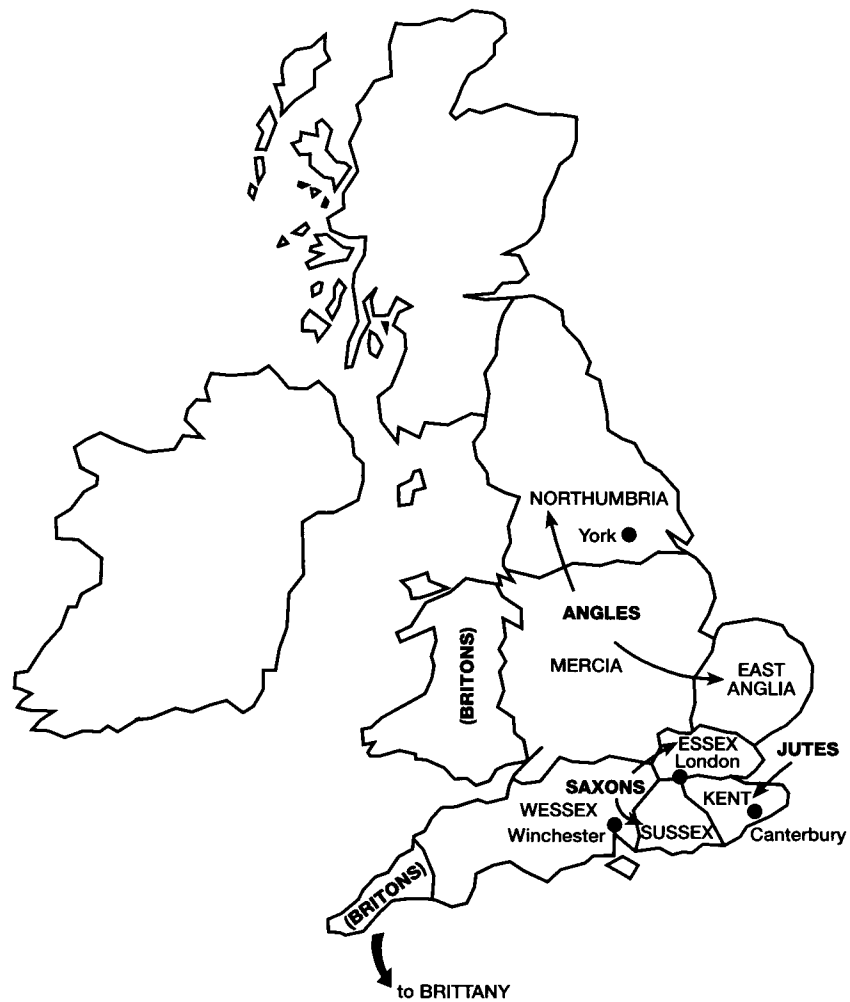 NORTHUMBRIA
York
ANGLES
MERCIA
(BRITONS)
EAST
ANGLIA
ESSEX
London
JUTES
SAXONS
KENT
WESSEX
Winchester
SUSSEX
Canterbury
(BRITONS)
to BRITTANY